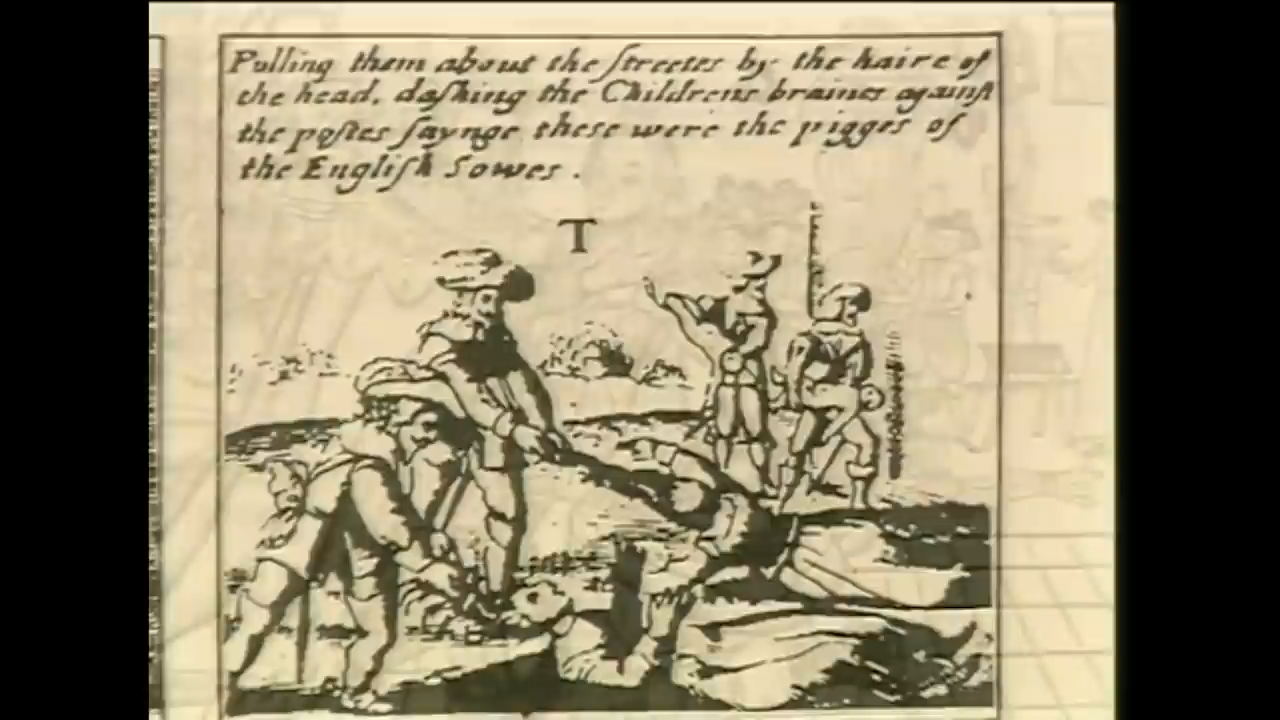 Pulling them about the ſtreetes by the haire of
the head, daſhing the Childrens braines againſt
the poſtes ſaynge these were the pigges of
the Engliſh Sowes.
T